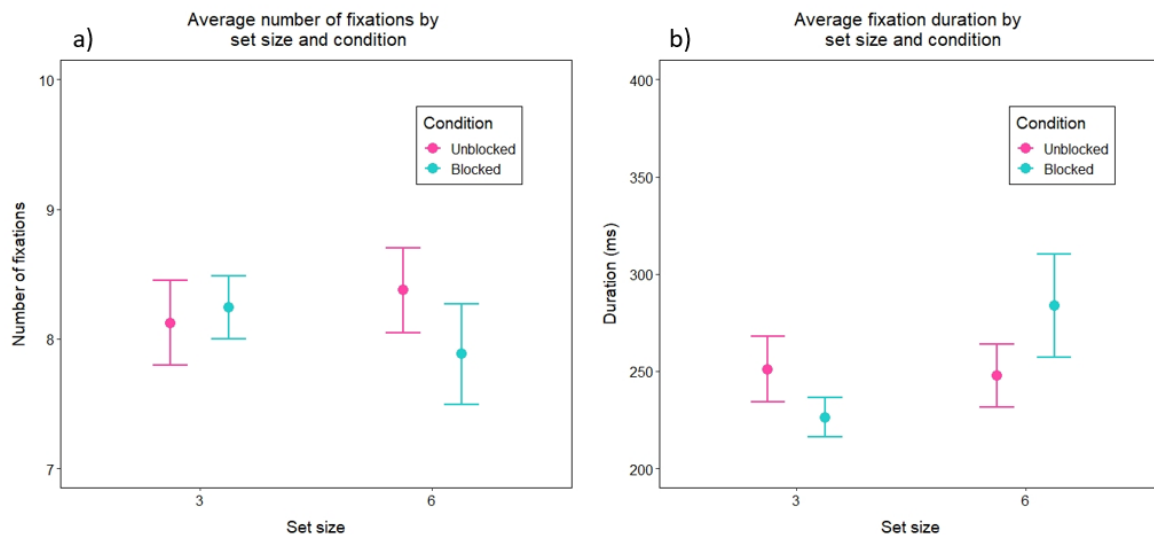 Average number of fixations by
set size and condition
a)
10
9
8
7
Number of fixations
Condition
Unblocked
Blocked
3
6
Set size
Average fixation duration by
set size and condition
b)
400
350
300
250
200
Duration (ms)
Condition
Unblocked
Blocked
3
6
Set size